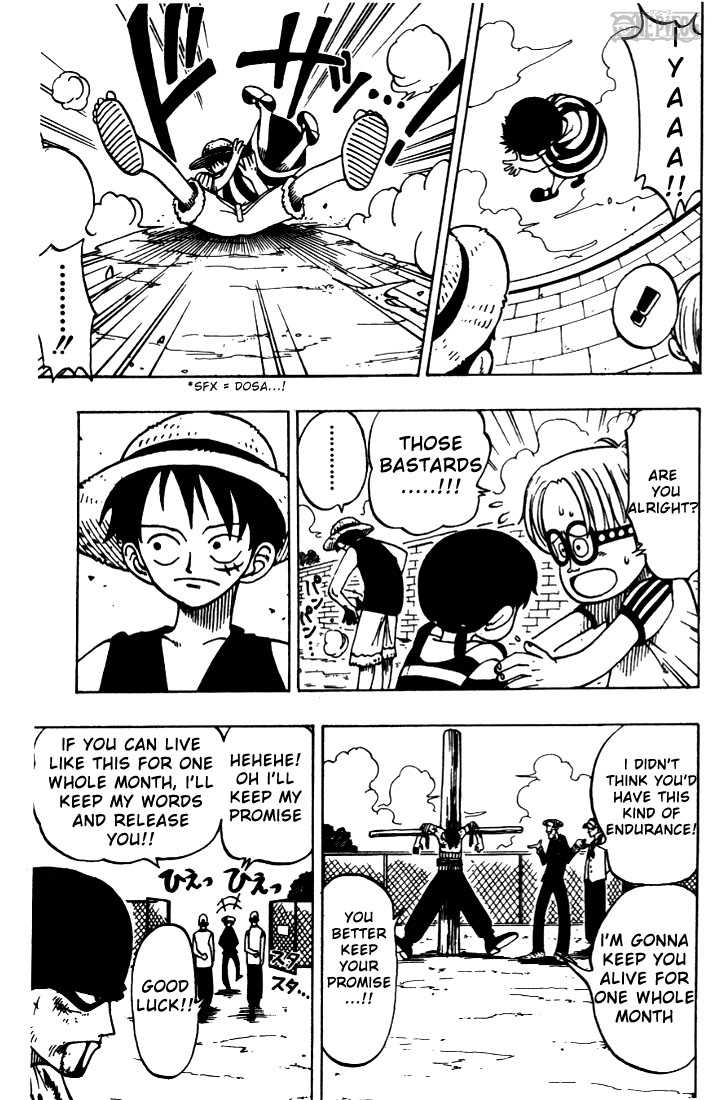 IYAAA!!
!
ドサッ…!!
………!!
*SFX = DOSA...!
ARE
YOU
ALRIGHT?
THOSE
BASTARDS
.....!!!
………
パンパン
I DIDN'T
THINK YOU'D
HAVE THIS
KIND OF
ENDURANCE!
I'M GONNA
KEEP YOU
ALIVE FOR
ONE WHOLE
MONTH
YOU
BETTER
KEEP
YOUR
PROMISE
...!!
HEHEHE!
OH I'LL
KEEP MY
PROMISE
IF YOU CAN LIVE
LIKE THIS FOR ONE
WHOLE MONTH, I'LL
KEEP MY WORDS
AND RELEASE
YOU!!
ひえっ ひえっ
スタ
スタ…
GOOD
LUCK!!